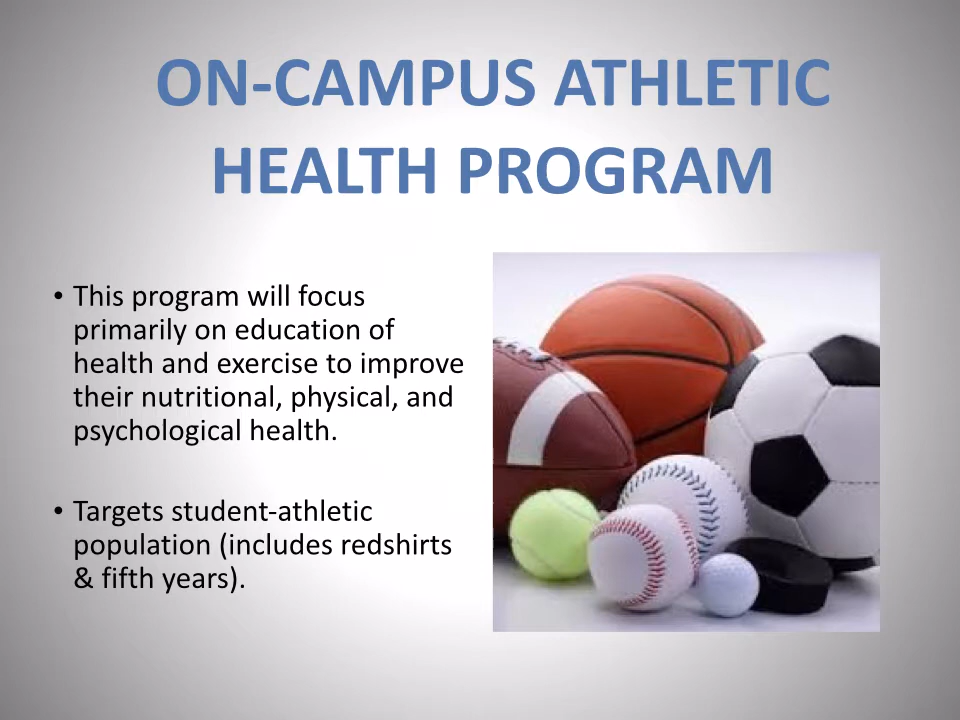 ON-CAMPUS ATHLETIC
HEALTH PROGRAM
• This program will focus
primarily on education of
health and exercise to improve
their nutritional, physical, and
psychological health.
• Targets student-athletic
population (includes redshirts
& fifth years).